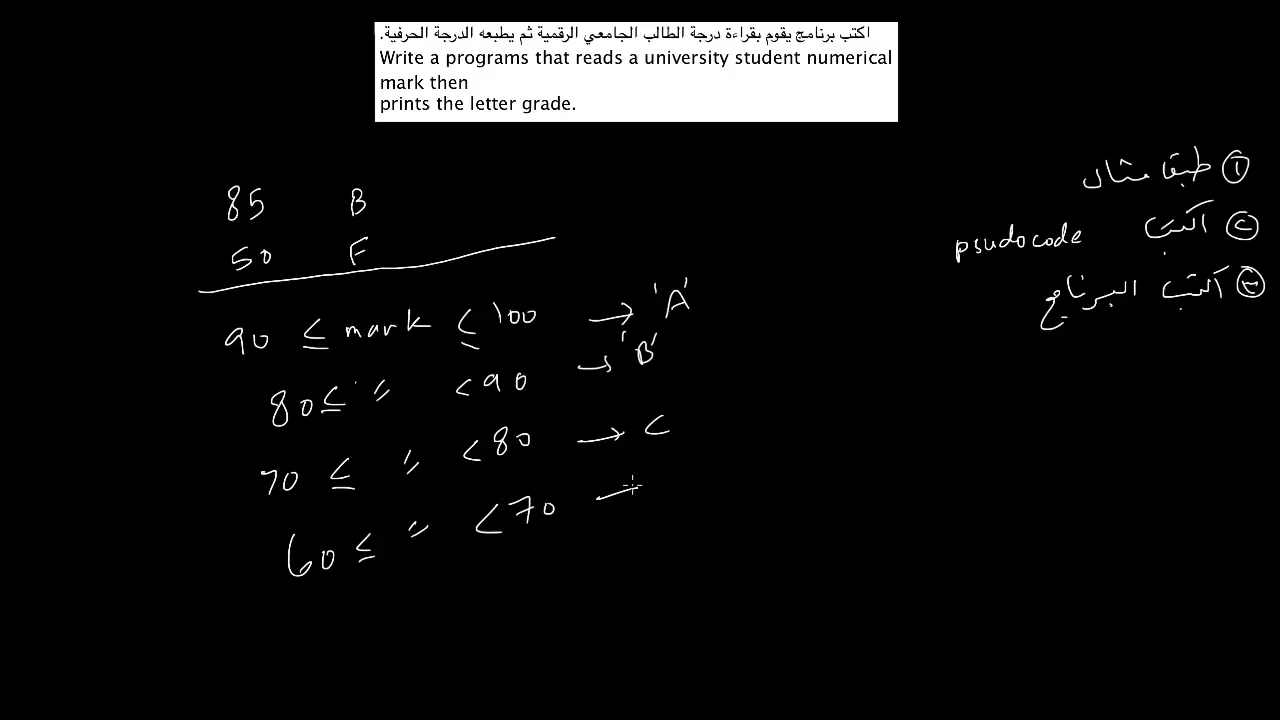 اكتب برنامج يقوم بقراءة درجة الطالب الجامعي الرقمية ثم يطبعه الدرجة الحرفية.
Write a programs that reads a university student numerical
mark then
prints the letter grade.
① طبقا مثال
② اكتب psudocode
③ اكتب البرنامج
85 B
50 F
90 ≤ mark ≤ 100 → 'A'
80 ≤ " < 90 → 'B'
70 ≤ " < 80 → C
60 ≤ " < 70 —